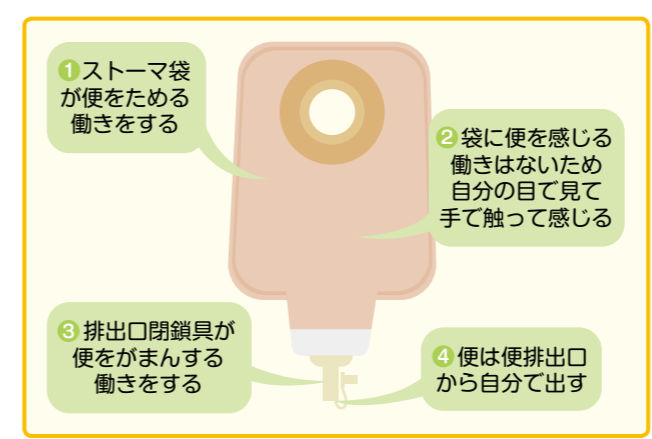 ❶ストーマ袋
が便をためる
働きをする
❷袋に便を感じる
働きはないため
自分の目で見て
手で触って感じる
❸排出口閉鎖具が
便をがまんする
働きをする
❹便は便排出口
から自分で出す